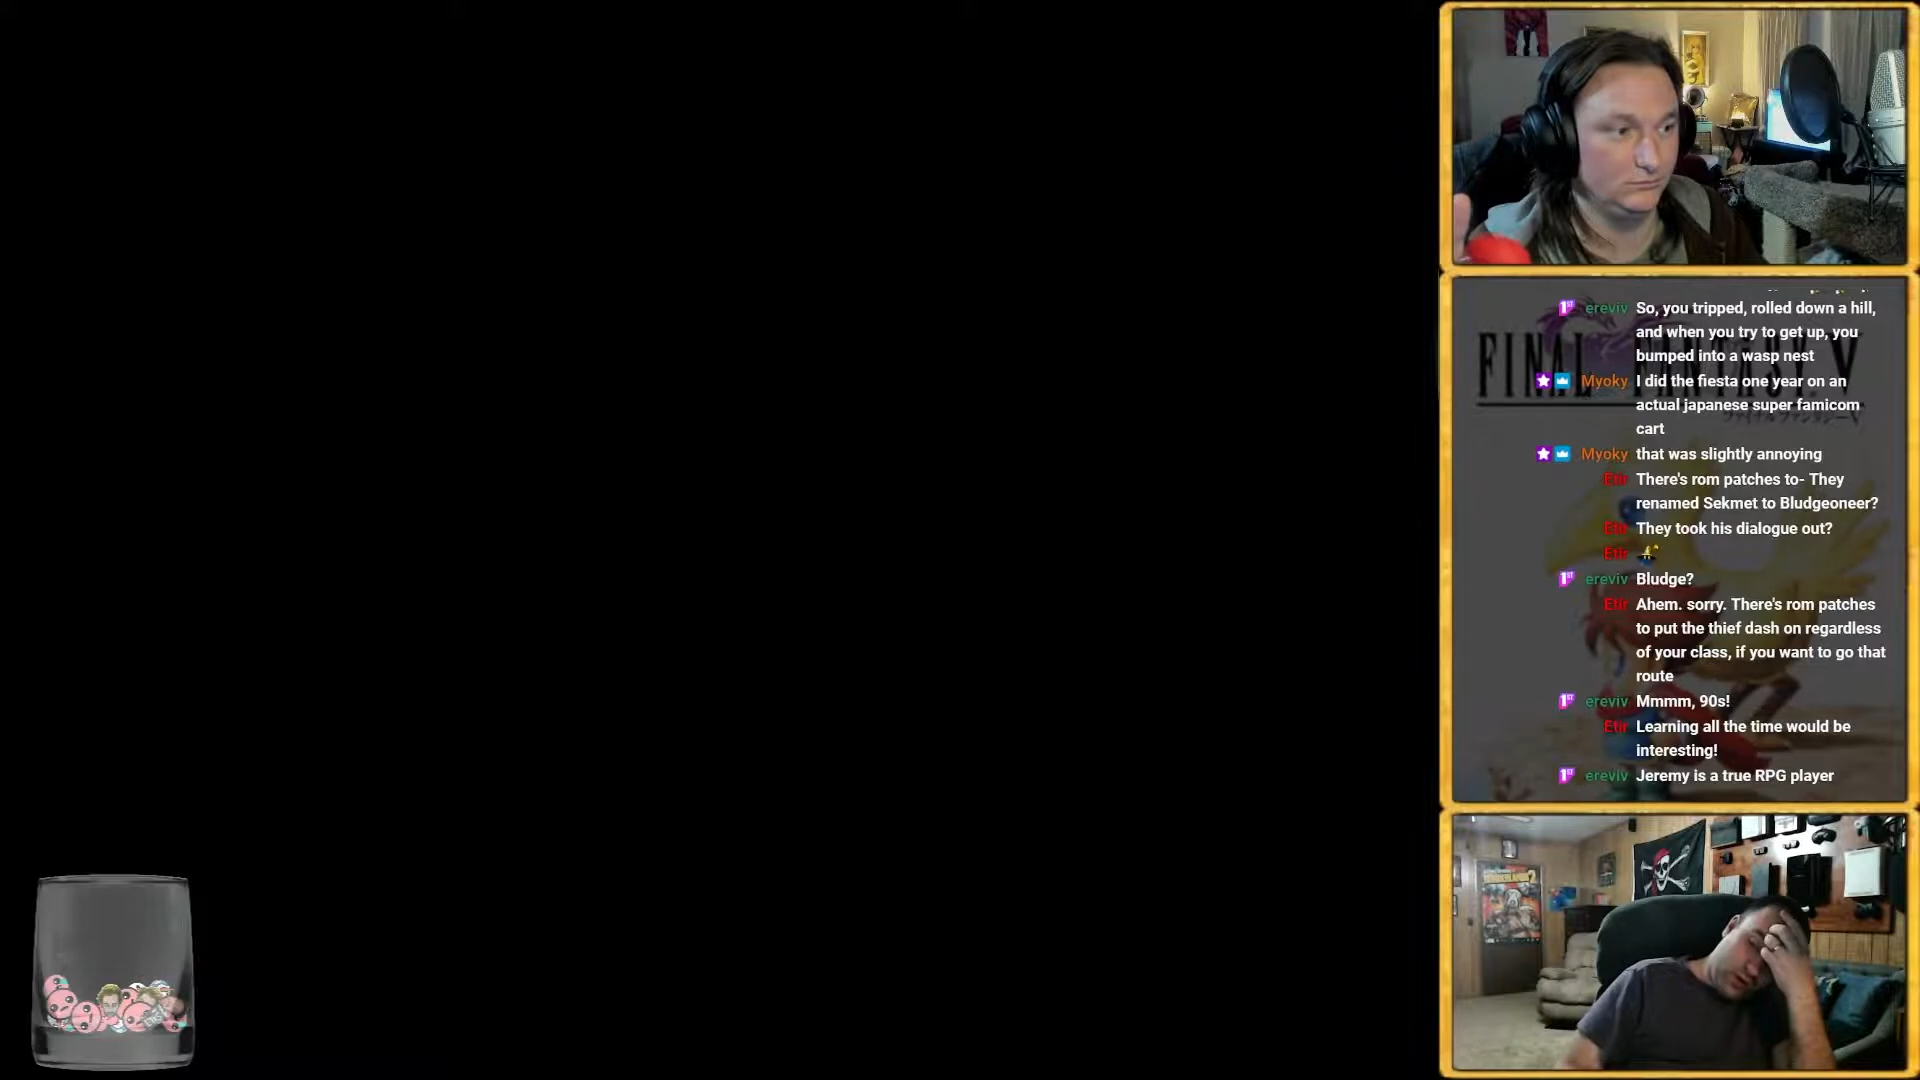 FINAL FANTASY V
ereviv So, you tripped, rolled down a hill,
and when you try to get up, you
bumped into a wasp nest
Myoky I did the fiesta one year on an
actual japanese super famicom
cart
Myoky that was slightly annoying
Etir There's rom patches to- They
renamed Sekmet to Bludgeoneer?
Etir They took his dialogue out?
Etir
ereviv Bludge?
Etir Ahem. sorry. There's rom patches
to put the thief dash on regardless
of your class, if you want to go that
route
ereviv Mmmm, 90s!
Etir Learning all the time would be
interesting!
ereviv Jeremy is a true RPG player